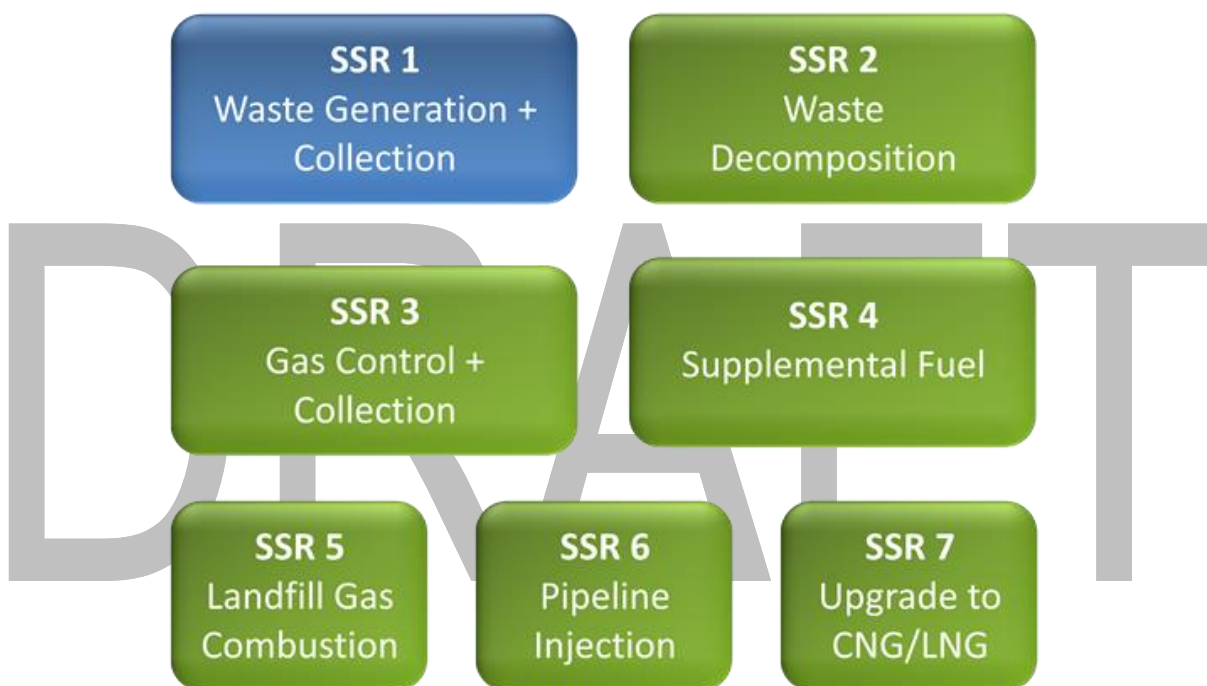 SSR 1
Waste Generation +
Collection
SSR 2
Waste
Decomposition
DRAFT
SSR 3
Gas Control +
Collection
SSR 4
Supplemental Fuel
SSR 5
Landfill Gas
Combustion
SSR 6
Pipeline
Injection
SSR 7
Upgrade to
CNG/LNG